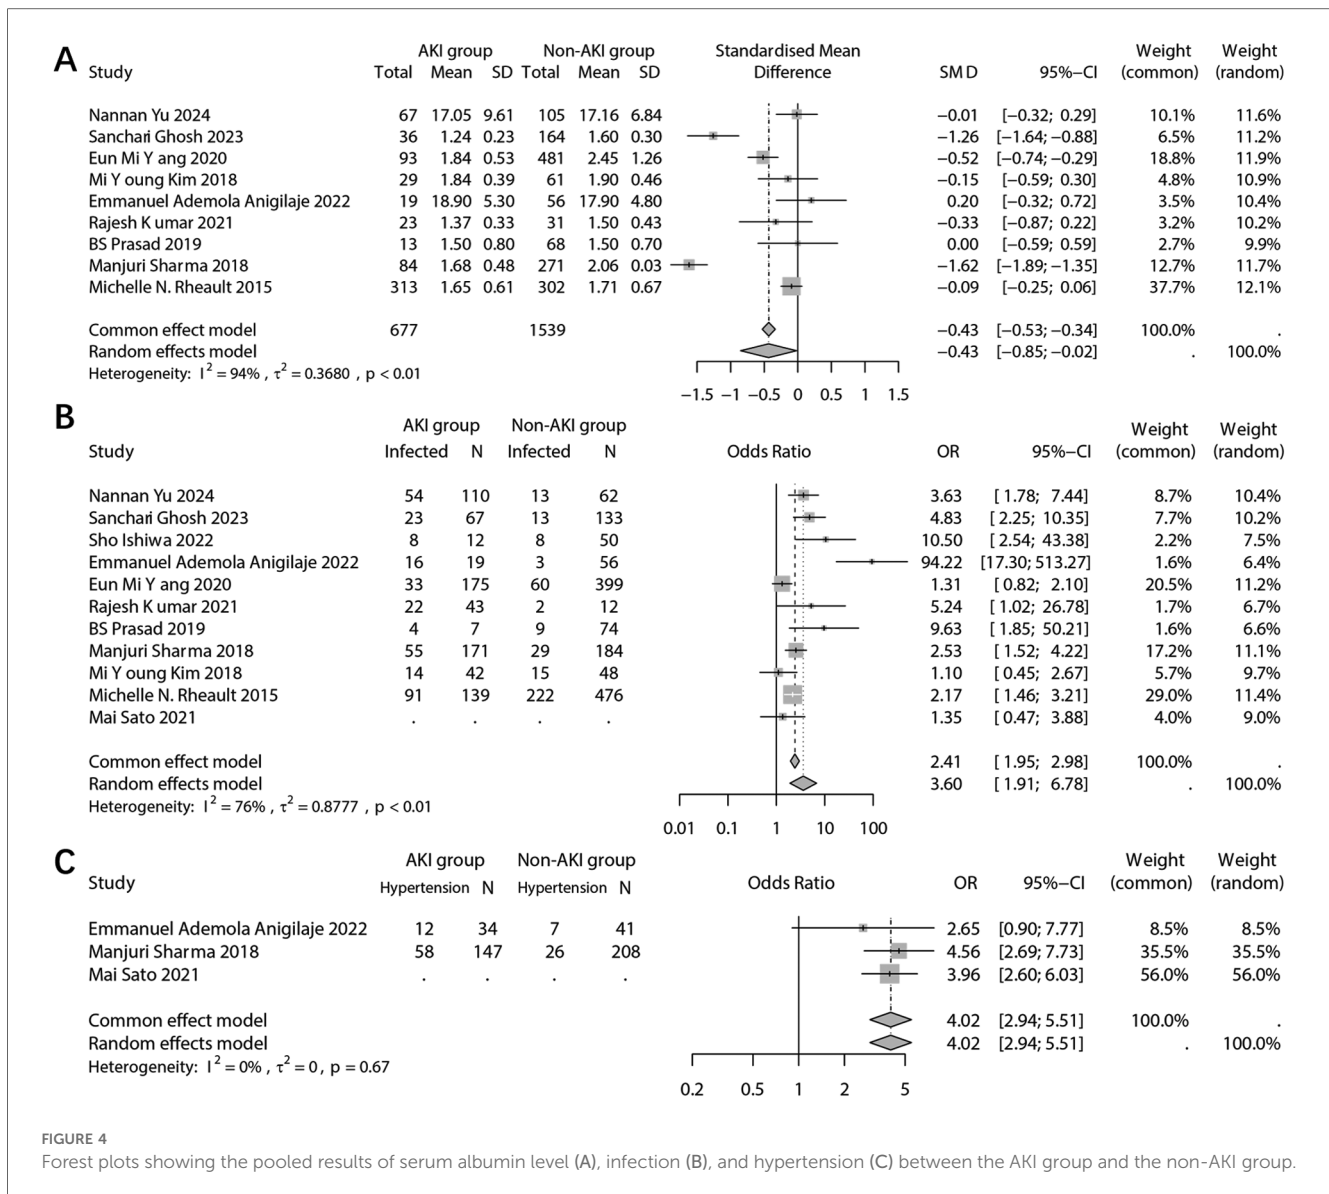 A
AKI group Non-AKI group Standardised Mean Weight Weight
Study Total Mean SD Total Mean SD Difference SMD 95%−CI (common) (random)
Nannan Yu 2024 67 17.05 9.61 105 17.16 6.84 −0.01 [−0.32; 0.29] 10.1% 11.6%
Sanchari Ghosh 2023 36 1.24 0.23 164 1.60 0.30 −1.26 [−1.64; −0.88] 6.5% 11.2%
Eun Mi Y ang 2020 93 1.84 0.53 481 2.45 1.26 −0.52 [−0.74; −0.29] 18.8% 11.9%
Mi Y oung Kim 2018 29 1.84 0.39 61 1.90 0.46 −0.15 [−0.59; 0.30] 4.8% 10.9%
Emmanuel Ademola Anigilaje 2022 19 18.90 5.30 56 17.90 4.80 0.20 [−0.32; 0.72] 3.5% 10.4%
Rajesh K umar 2021 23 1.37 0.33 31 1.50 0.43 −0.33 [−0.87; 0.22] 3.2% 10.2%
BS Prasad 2019 13 1.50 0.80 68 1.50 0.70 0.00 [−0.59; 0.59] 2.7% 9.9%
Manjuri Sharma 2018 84 1.68 0.48 271 2.06 0.03 −1.62 [−1.89; −1.35] 12.7% 11.7%
Michelle N. Rheault 2015 313 1.65 0.61 302 1.71 0.67 −0.09 [−0.25; 0.06] 37.7% 12.1%
Common effect model 677 1539 −0.43 [−0.53; −0.34] 100.0% .
Random effects model −0.43 [−0.85; −0.02] . 100.0%
Heterogeneity: I² = 94% , τ² = 0.3680 , p < 0.01
−1.5 −1 −0.5 0 0.5 1 1.5
B
AKI group Non-AKI group Weight Weight
Study Infected N Infected N Odds Ratio OR 95%−CI (common) (random)
Nannan Yu 2024 54 110 13 62 3.63 [ 1.78; 7.44] 8.7% 10.4%
Sanchari Ghosh 2023 23 67 13 133 4.83 [ 2.25; 10.35] 7.7% 10.2%
Sho Ishiwa 2022 8 12 8 50 10.50 [ 2.54; 43.38] 2.2% 7.5%
Emmanuel Ademola Anigilaje 2022 16 19 3 56 94.22 [17.30; 513.27] 1.6% 6.4%
Eun Mi Y ang 2020 33 175 60 399 1.31 [ 0.82; 2.10] 20.5% 11.2%
Rajesh K umar 2021 22 43 2 12 5.24 [ 1.02; 26.78] 1.7% 6.7%
BS Prasad 2019 4 7 9 74 9.63 [ 1.85; 50.21] 1.6% 6.6%
Manjuri Sharma 2018 55 171 29 184 2.53 [ 1.52; 4.22] 17.2% 11.1%
Mi Y oung Kim 2018 14 42 15 48 1.10 [ 0.45; 2.67] 5.7% 9.7%
Michelle N. Rheault 2015 91 139 222 476 2.17 [ 1.46; 3.21] 29.0% 11.4%
Mai Sato 2021 . . . . 1.35 [ 0.47; 3.88] 4.0% 9.0%
Common effect model 2.41 [ 1.95; 2.98] 100.0% .
Random effects model 3.60 [ 1.91; 6.78] . 100.0%
Heterogeneity: I² = 76% , τ² = 0.8777 , p < 0.01
0.01 0.1 1 10 100
C
AKI group Non-AKI group Weight Weight
Study Hypertension N Hypertension N Odds Ratio OR 95%−CI (common) (random)
Emmanuel Ademola Anigilaje 2022 12 34 7 41 2.65 [0.90; 7.77] 8.5% 8.5%
Manjuri Sharma 2018 58 147 26 208 4.56 [2.69; 7.73] 35.5% 35.5%
Mai Sato 2021 . . . . 3.96 [2.60; 6.03] 56.0% 56.0%
Common effect model 4.02 [2.94; 5.51] 100.0% .
Random effects model 4.02 [2.94; 5.51] . 100.0%
Heterogeneity: I² = 0% , τ² = 0 , p = 0.67
0.2 0.5 1 2 5
FIGURE 4
Forest plots showing the pooled results of serum albumin level (A), infection (B), and hypertension (C) between the AKI group and the non-AKI group.